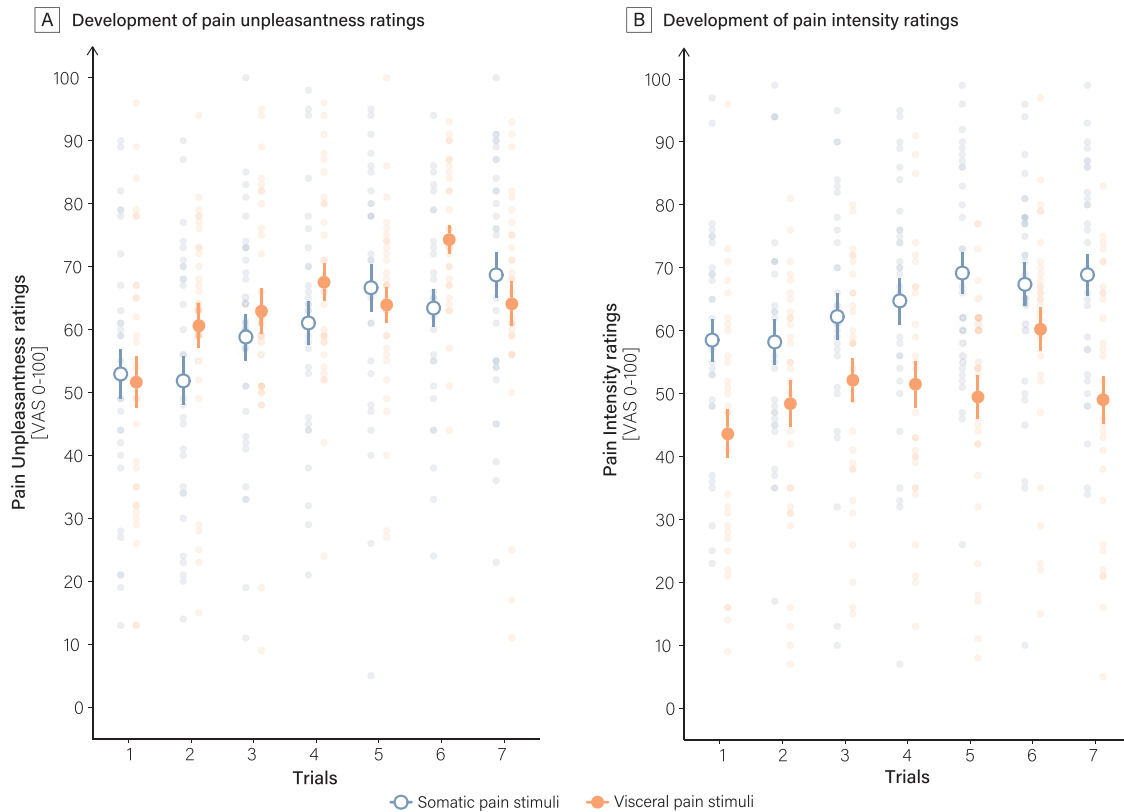 A Development of pain unpleasantness ratings
Pain Unpleasantness ratings
[VAS 0-100]
100
90
80
70
60
50
40
30
20
10
0
1 2 3 4 5 6 7
Trials
B Development of pain intensity ratings
Pain Intensity ratings
[VAS 0-100]
100
90
80
70
60
50
40
30
20
10
0
1 2 3 4 5 6 7
Trials
Somatic pain stimuli Visceral pain stimuli